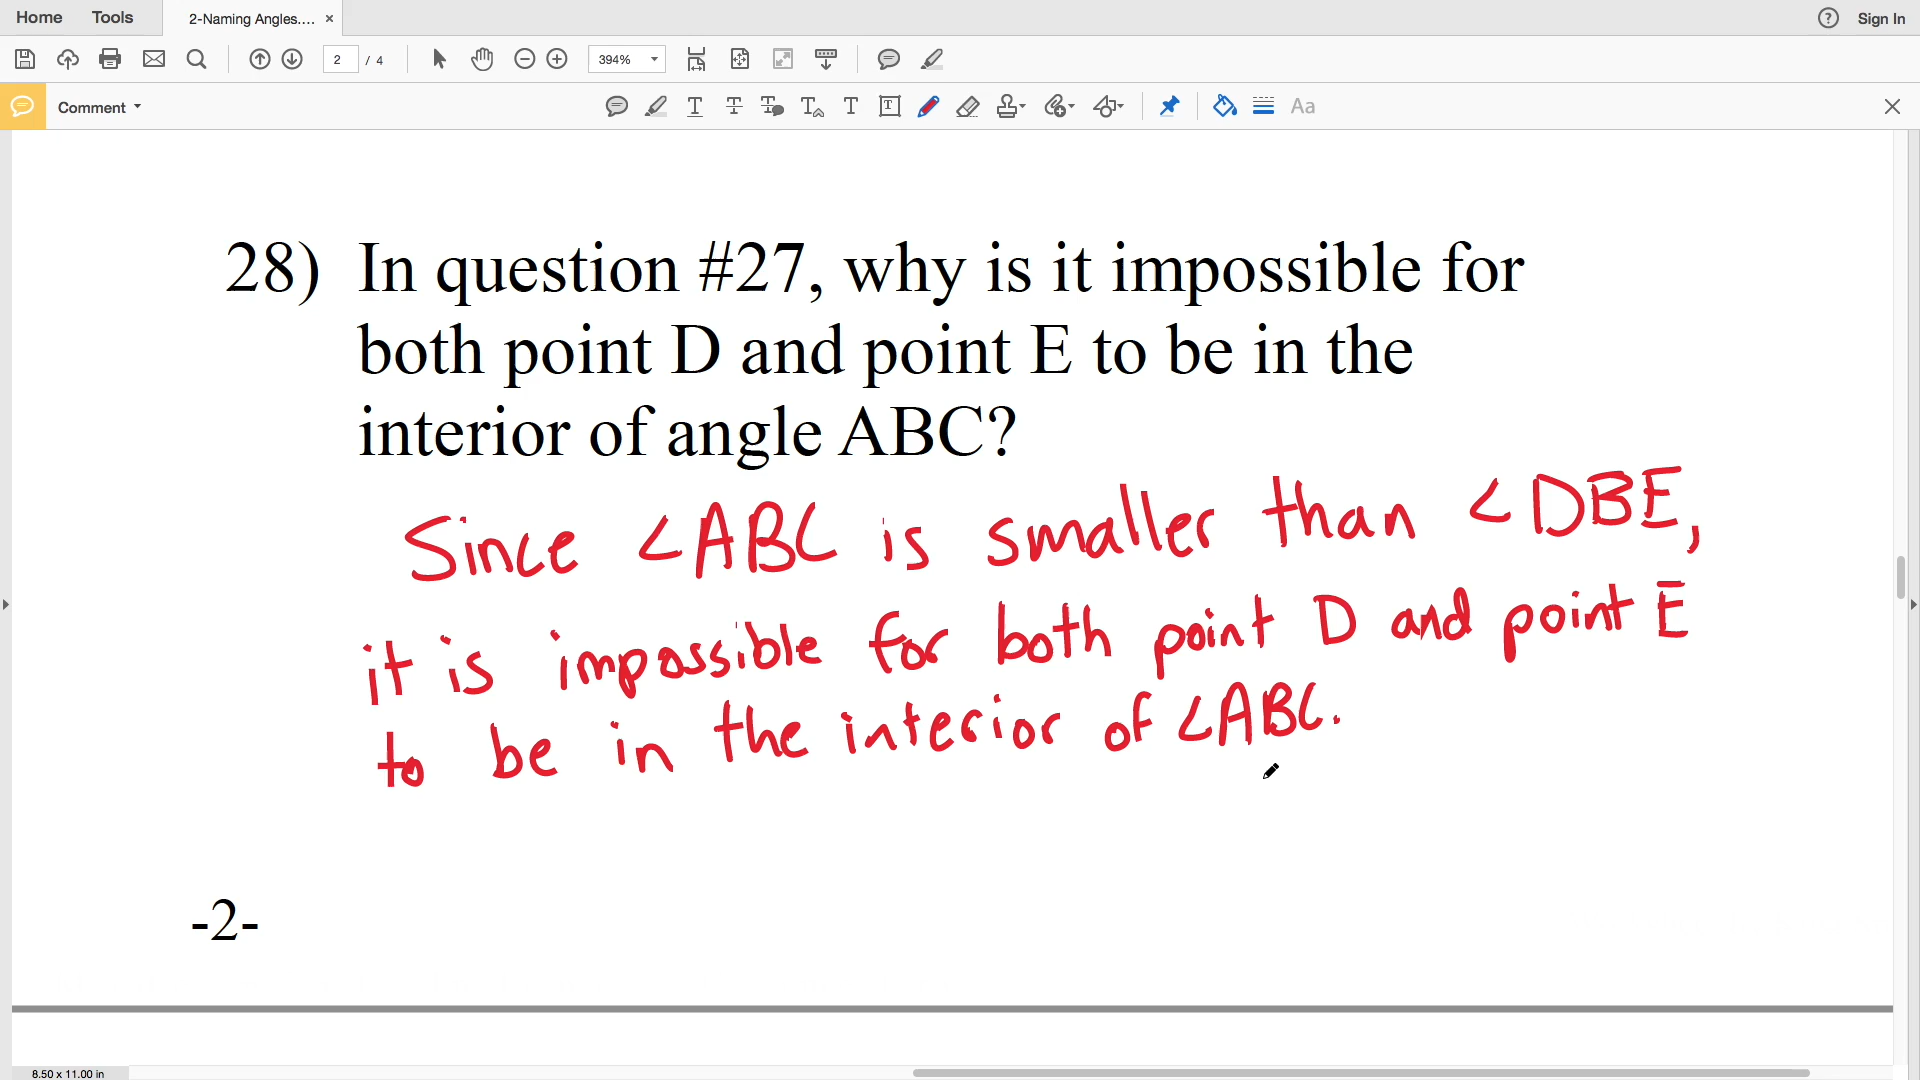 Home Tools 2-Naming Angles.... × Sign In
2 / 4 394%
Comment Aa
28) In question #27, why is it impossible for
both point D and point E to be in the
interior of angle ABC?
Since ∠ABC is smaller than ∠DBE,
it is impossible for both point D and point E
to be in the interior of ∠ABC.
-2-
8.50 x 11.00 in